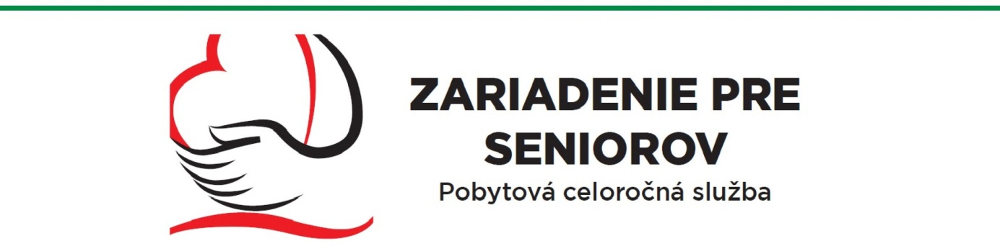 ZARIADENIE PRE
SENIOROV
Pobytová celoročná služba